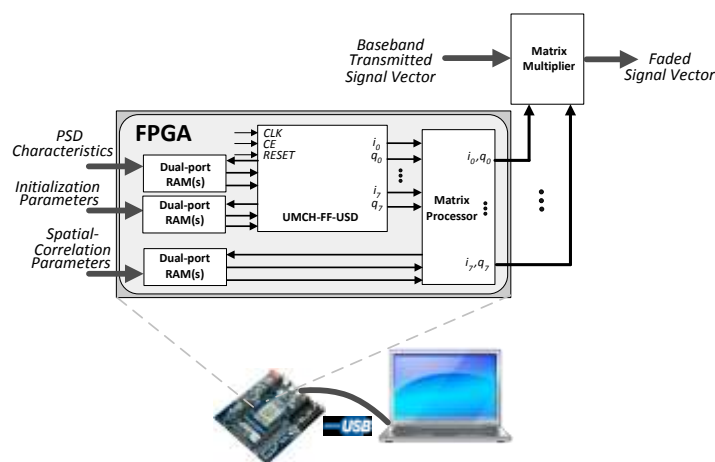 Baseband
Transmitted
Signal Vector
Matrix
Multiplier
Faded
Signal Vector
FPGA
PSD
Characteristics
Initialization
Parameters
Spatial-
Correlation
Parameters
CLK
CE
RESET
Dual-port
RAM(s)
Dual-port
RAM(s)
Dual-port
RAM(s)
UMCH-FF-USD
i0
q0
i7
q7
Matrix
Processor
i0,q0
i7,q7
USB